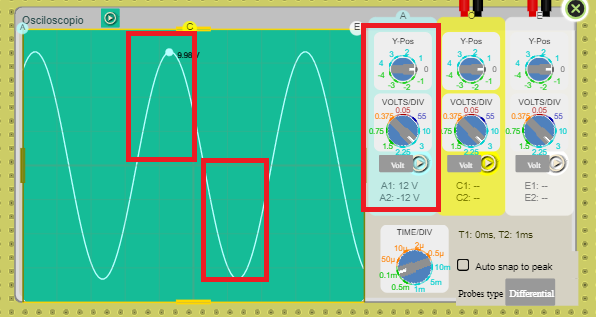 Osciloscopio
A
C
E
9.96 V
A
C
E
Y-Pos
Y-Pos
Y-Pos
3 2 1 0 -1 -2 -3 -4 4
3 2 1 0 -1 -2 -3 -4 4
3 2 1 0 -1 -2 -3 -4 4
VOLTS/DIV
VOLTS/DIV
VOLTS/DIV
0.05 55 10 3 2.25 1.5 0.75 0.375
0.05 55 10 3 2.25 1.5 0.75 0.375
0.05 55 10 3 2.25 1.5 0.75 0.375
Volt
Volt
Volt
A1: 12 V
A2: -12 V
C1: --
C2: --
E1: --
E2: --
TIME/DIV
2µ 0.5µ 10m 5m 1m 0.5m 0.1m 50µ 10µ
T1: 0ms, T2: 1ms
Auto snap to peak
Probes type Differential